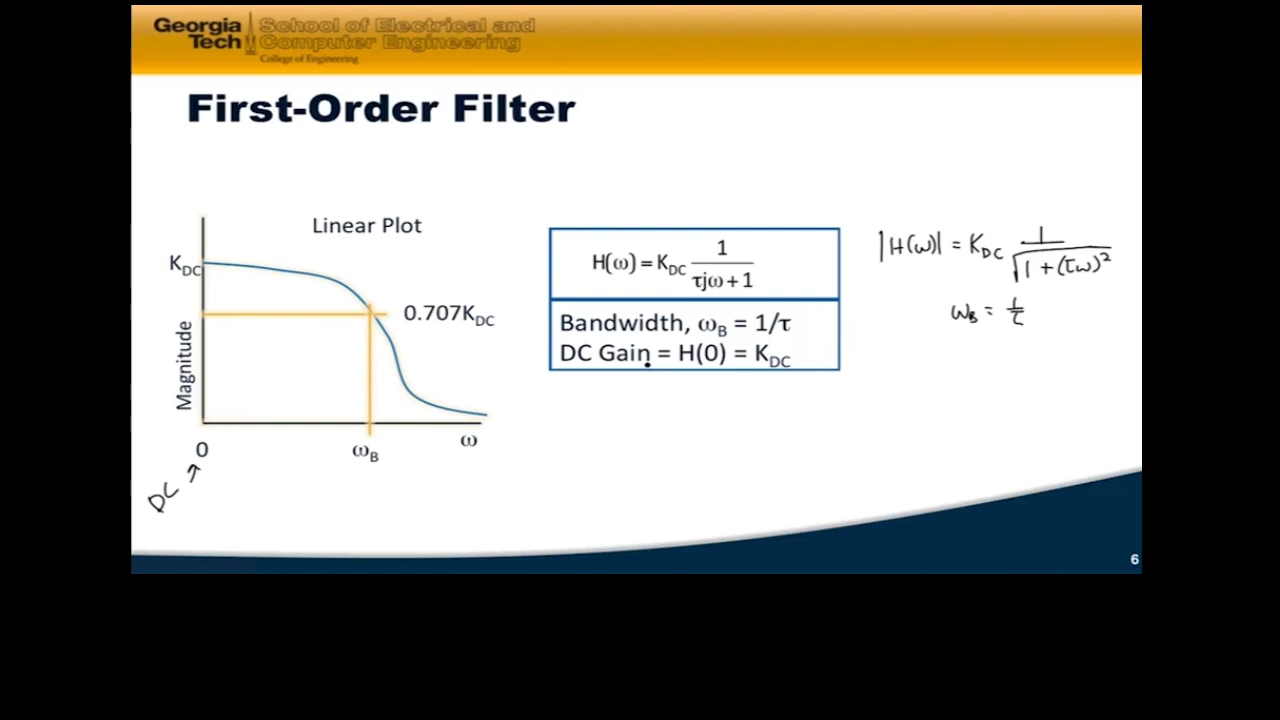 Georgia Tech
School of Electrical and Computer Engineering
College of Engineering
First-Order Filter
Linear Plot
K_DC
0.707K_DC
Magnitude
0
ω_B
ω
DC →
H(ω) = K_DC 1/(τjω + 1)
Bandwidth, ω_B = 1/τ
DC Gain = H(0) = K_DC
|H(ω)| = K_DC 1/√(1 + (τω)²)
ω_B = 1/τ
6